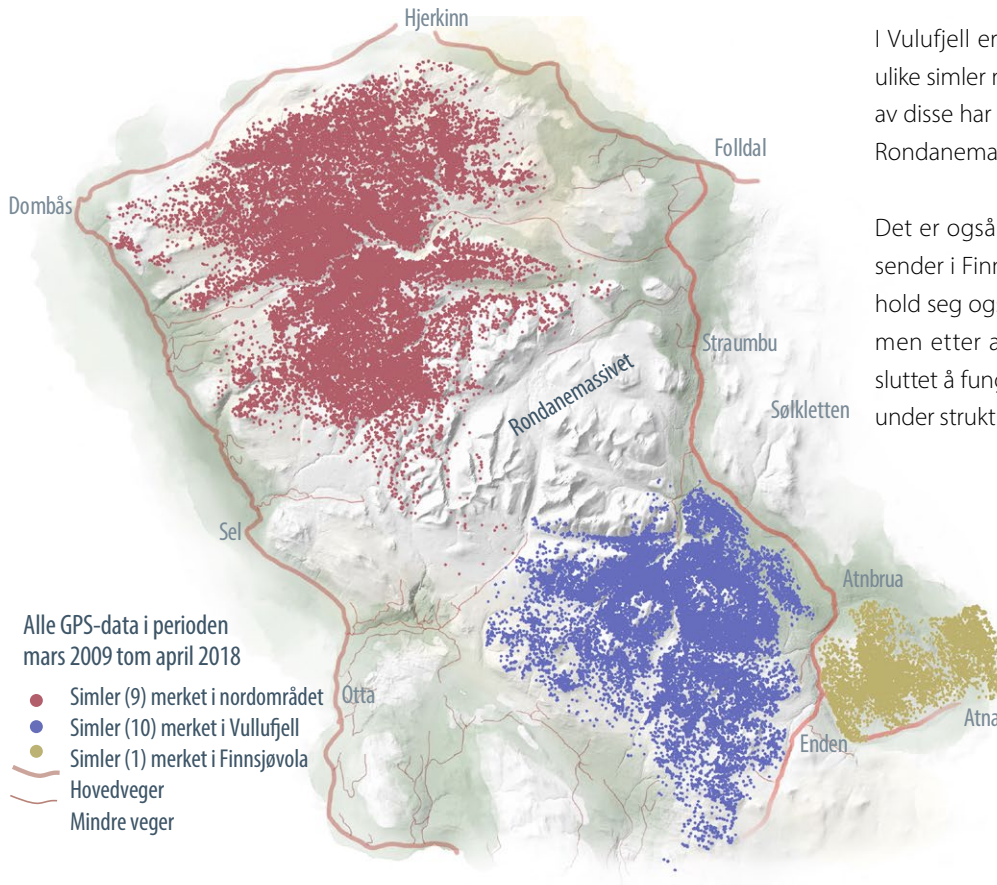 Hjerkinn
Folldal
Dombås
Straumbu
Rondanemassivet
Sølkletten
Sel
Atnbrua
Otta
Atna
Enden
Alle GPS-data i perioden
mars 2009 tom april 2018
Simler (9) merket i nordområdet
Simler (10) merket i Vullufjell
Simler (1) merket i Finnsjøvola
Hovedveger
Mindre veger
I Vulufjell er
ulike simler r
av disse har
Rondanema
Det er også
sender i Finn
hold seg og
men etter a
sluttet å fung
under strukt